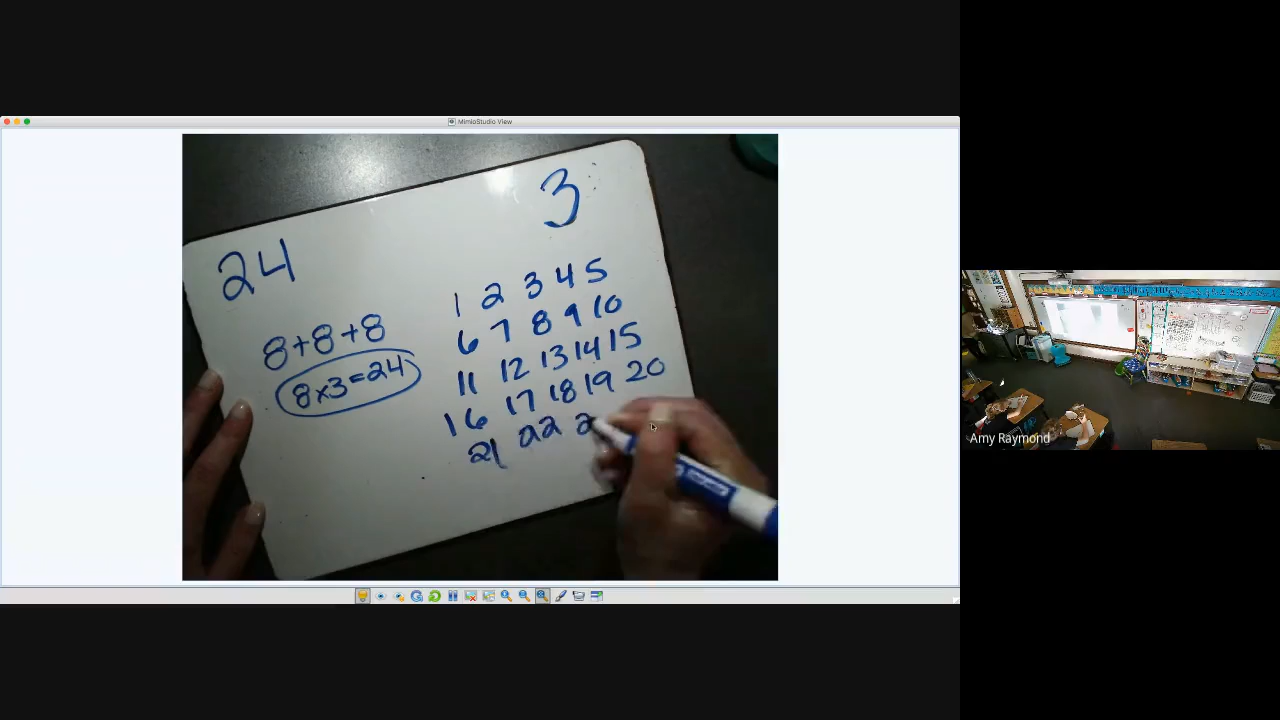 MimioStudio View
3
24
1 2 3 4 5
6 7 8 9 10
11 12 13 14 15
16 17 18 19 20
21 22 2
8+8+8
8x3=24
Amy Raymond